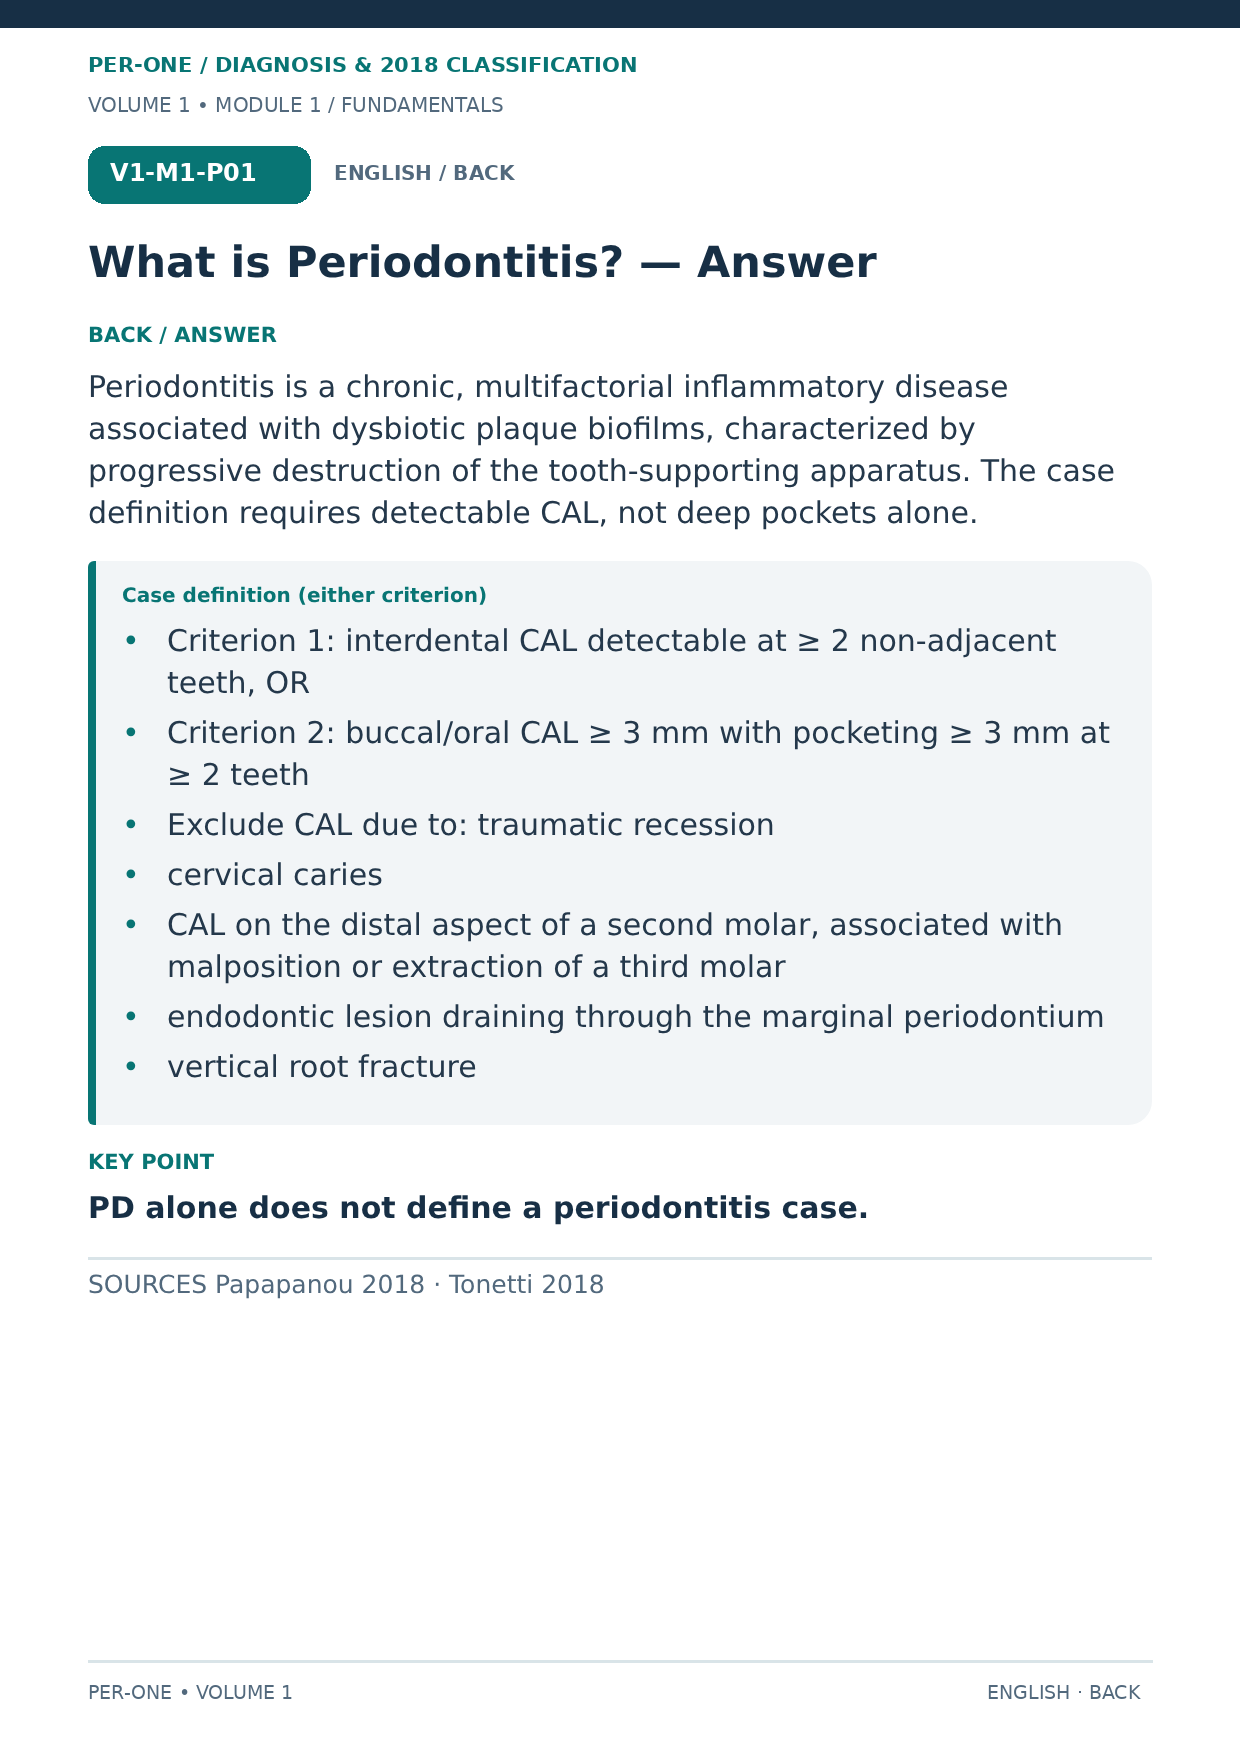 PER-ONE / DIAGNOSIS & 2018 CLASSIFICATION
VOLUME 1 • MODULE 1 / FUNDAMENTALS
V1-M1-P01
ENGLISH / BACK
What is Periodontitis? — Answer
BACK / ANSWER
Periodontitis is a chronic, multifactorial inflammatory disease
associated with dysbiotic plaque biofilms, characterized by
progressive destruction of the tooth-supporting apparatus. The case
definition requires detectable CAL, not deep pockets alone.
Case definition (either criterion)
• Criterion 1: interdental CAL detectable at ≥ 2 non-adjacent
teeth, OR
• Criterion 2: buccal/oral CAL ≥ 3 mm with pocketing ≥ 3 mm at
≥ 2 teeth
• Exclude CAL due to: traumatic recession
• cervical caries
• CAL on the distal aspect of a second molar, associated with
malposition or extraction of a third molar
• endodontic lesion draining through the marginal periodontium
• vertical root fracture
KEY POINT
PD alone does not define a periodontitis case.
SOURCES Papapanou 2018 · Tonetti 2018
PER-ONE • VOLUME 1
ENGLISH · BACK